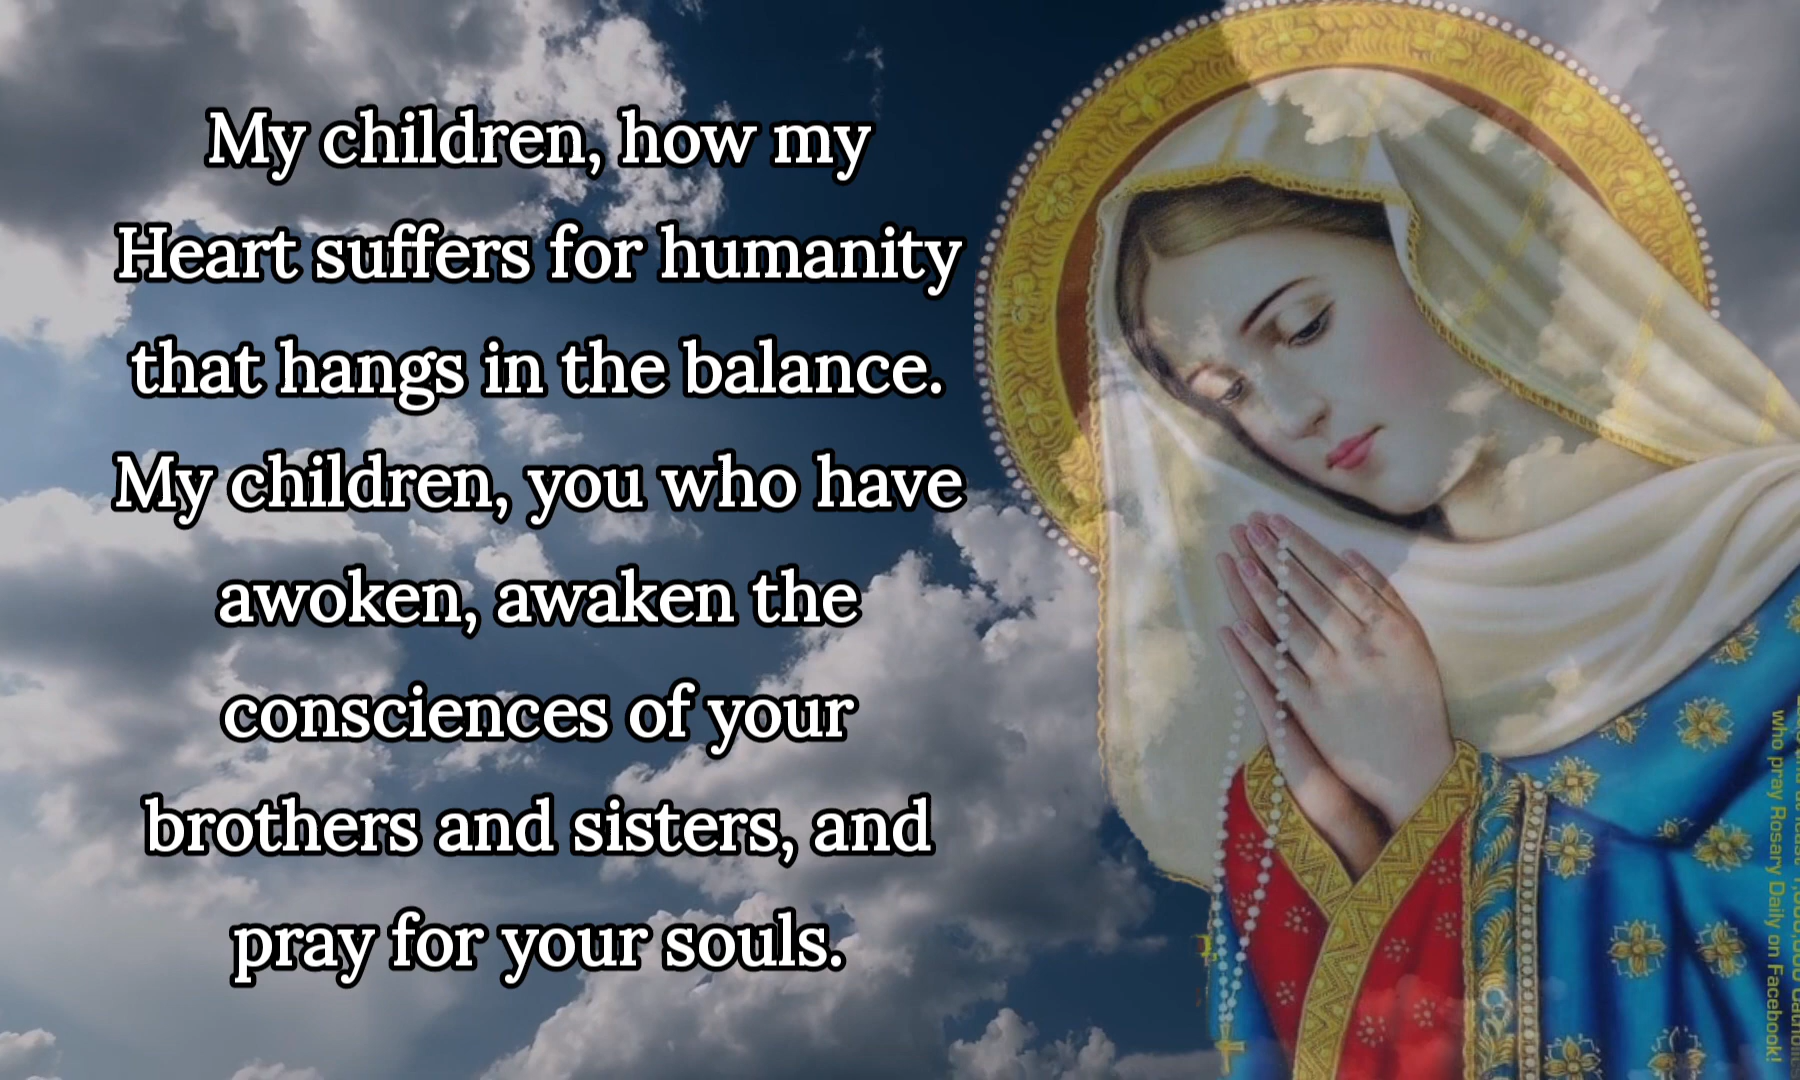 My children, how my
Heart suffers for humanity
that hangs in the balance.
My children, you who have
awoken, awaken the
consciences of your
brothers and sisters, and
pray for your souls.
who pray Rosary Daily on Facebook!